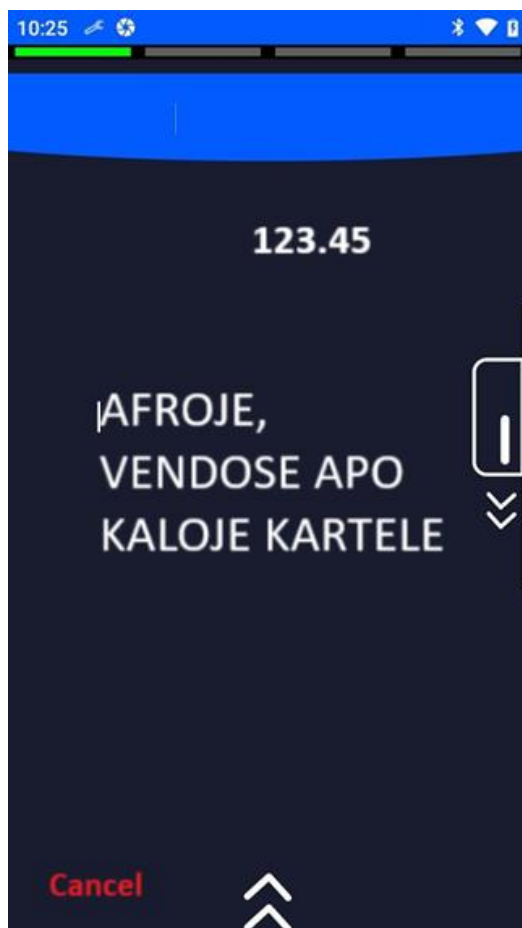 10:25
123.45
AFROJE,
VENDOSE APO
KALOJE KARTELE
Cancel